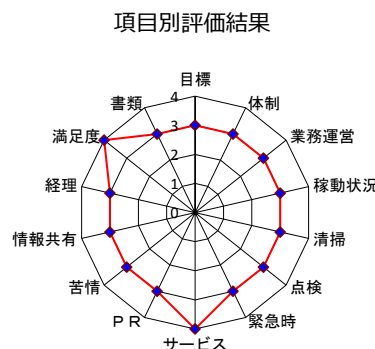 項目別評価結果
目標
体制
業務運営
稼動状況
清掃
点検
緊急時
サービス
ＰＲ
苦情
情報共有
経理
満足度
書類
4
3
2
1
0